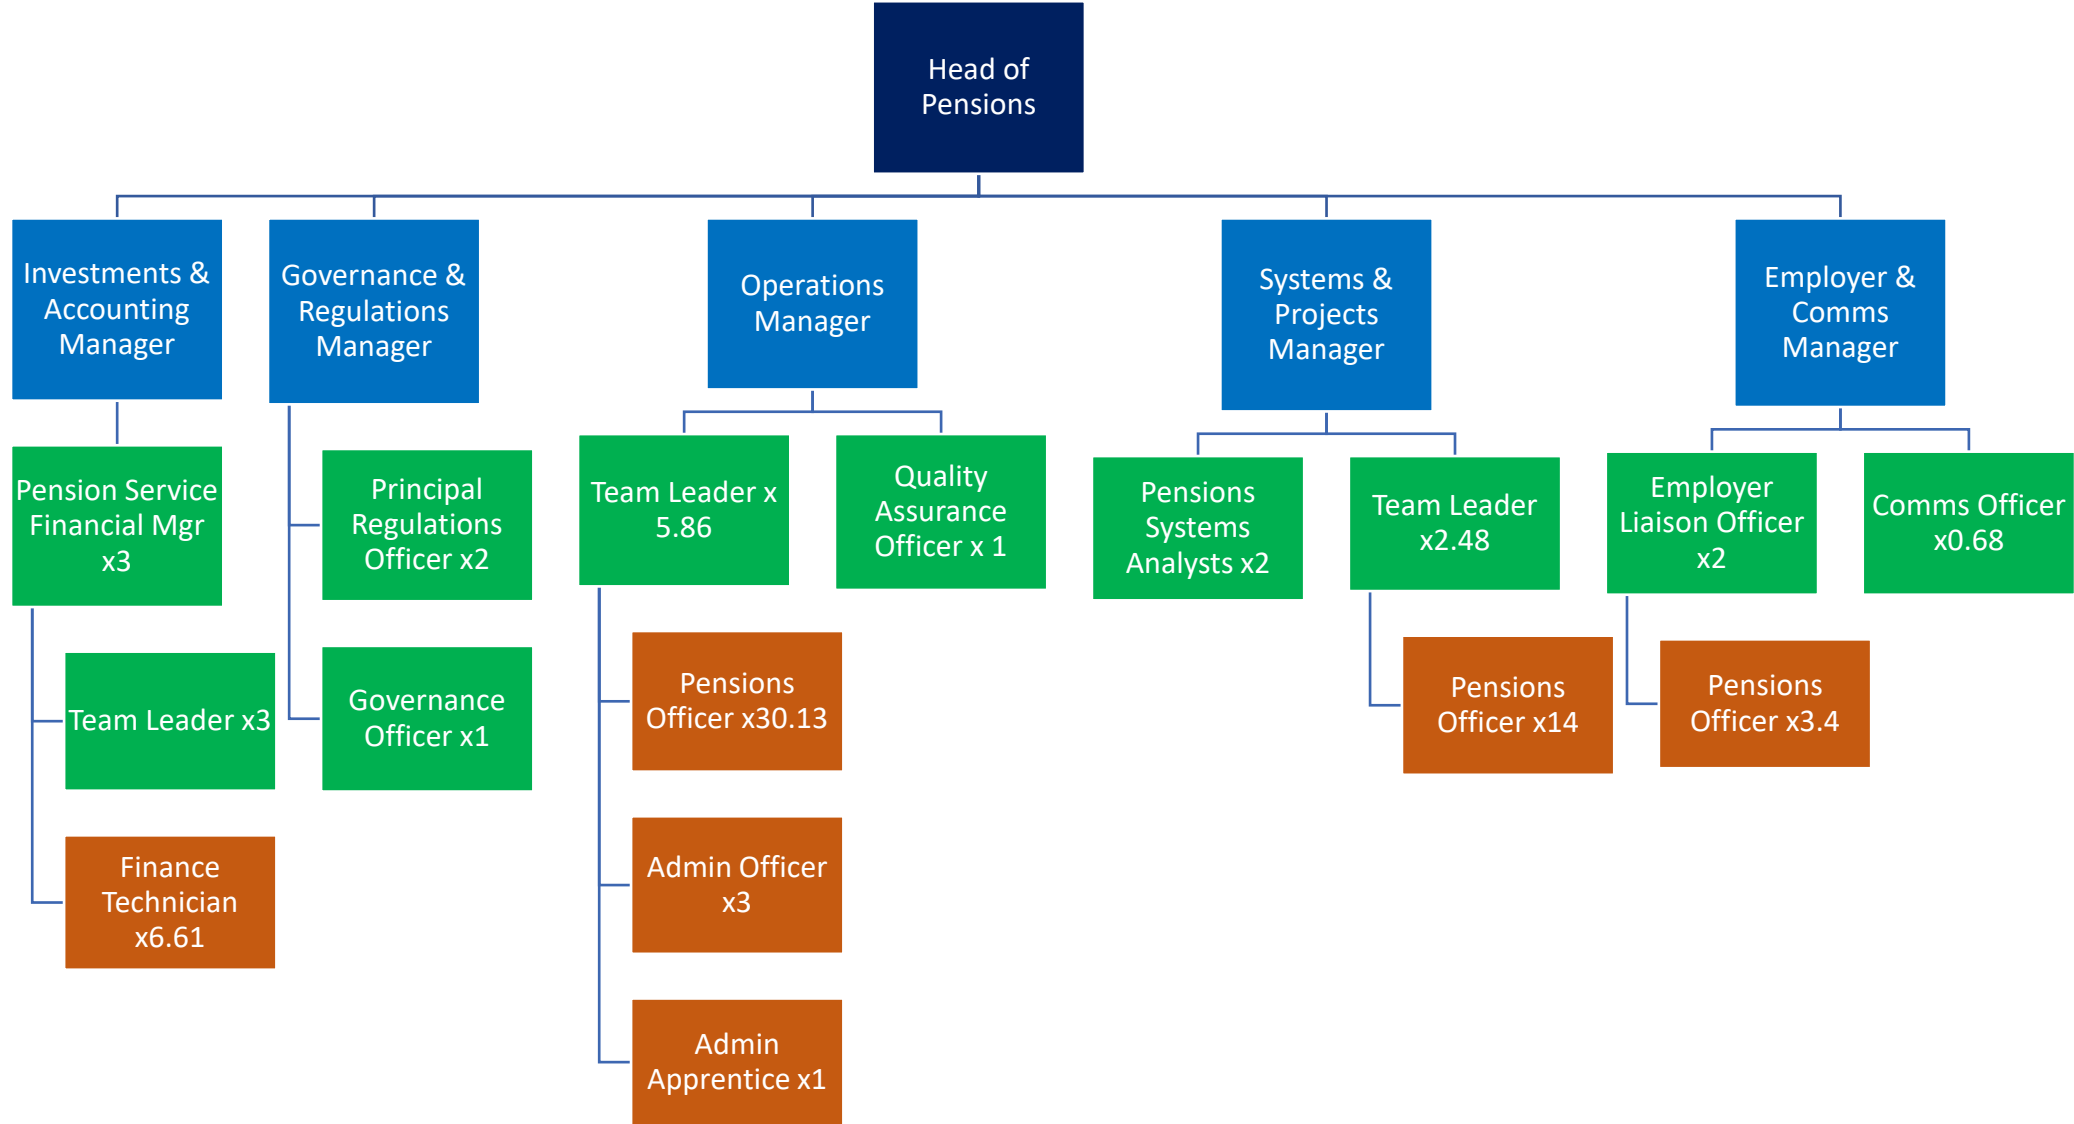 Head of
Pensions
Investments &
Accounting
Manager
Governance &
Regulations
Manager
Operations
Manager
Systems &
Projects
Manager
Employer &
Comms
Manager
Pension Service
Financial Mgr
x3
Principal
Regulations
Officer x2
Team Leader x
5.86
Quality
Assurance
Officer x 1
Pensions
Systems
Analysts x2
Team Leader
x2.48
Employer
Liaison Officer
x2
Comms Officer
x0.68
Team Leader x3
Governance
Officer x1
Pensions
Officer x30.13
Pensions
Officer x14
Pensions
Officer x3.4
Finance
Technician
x6.61
Admin Officer
x3
Admin
Apprentice x1